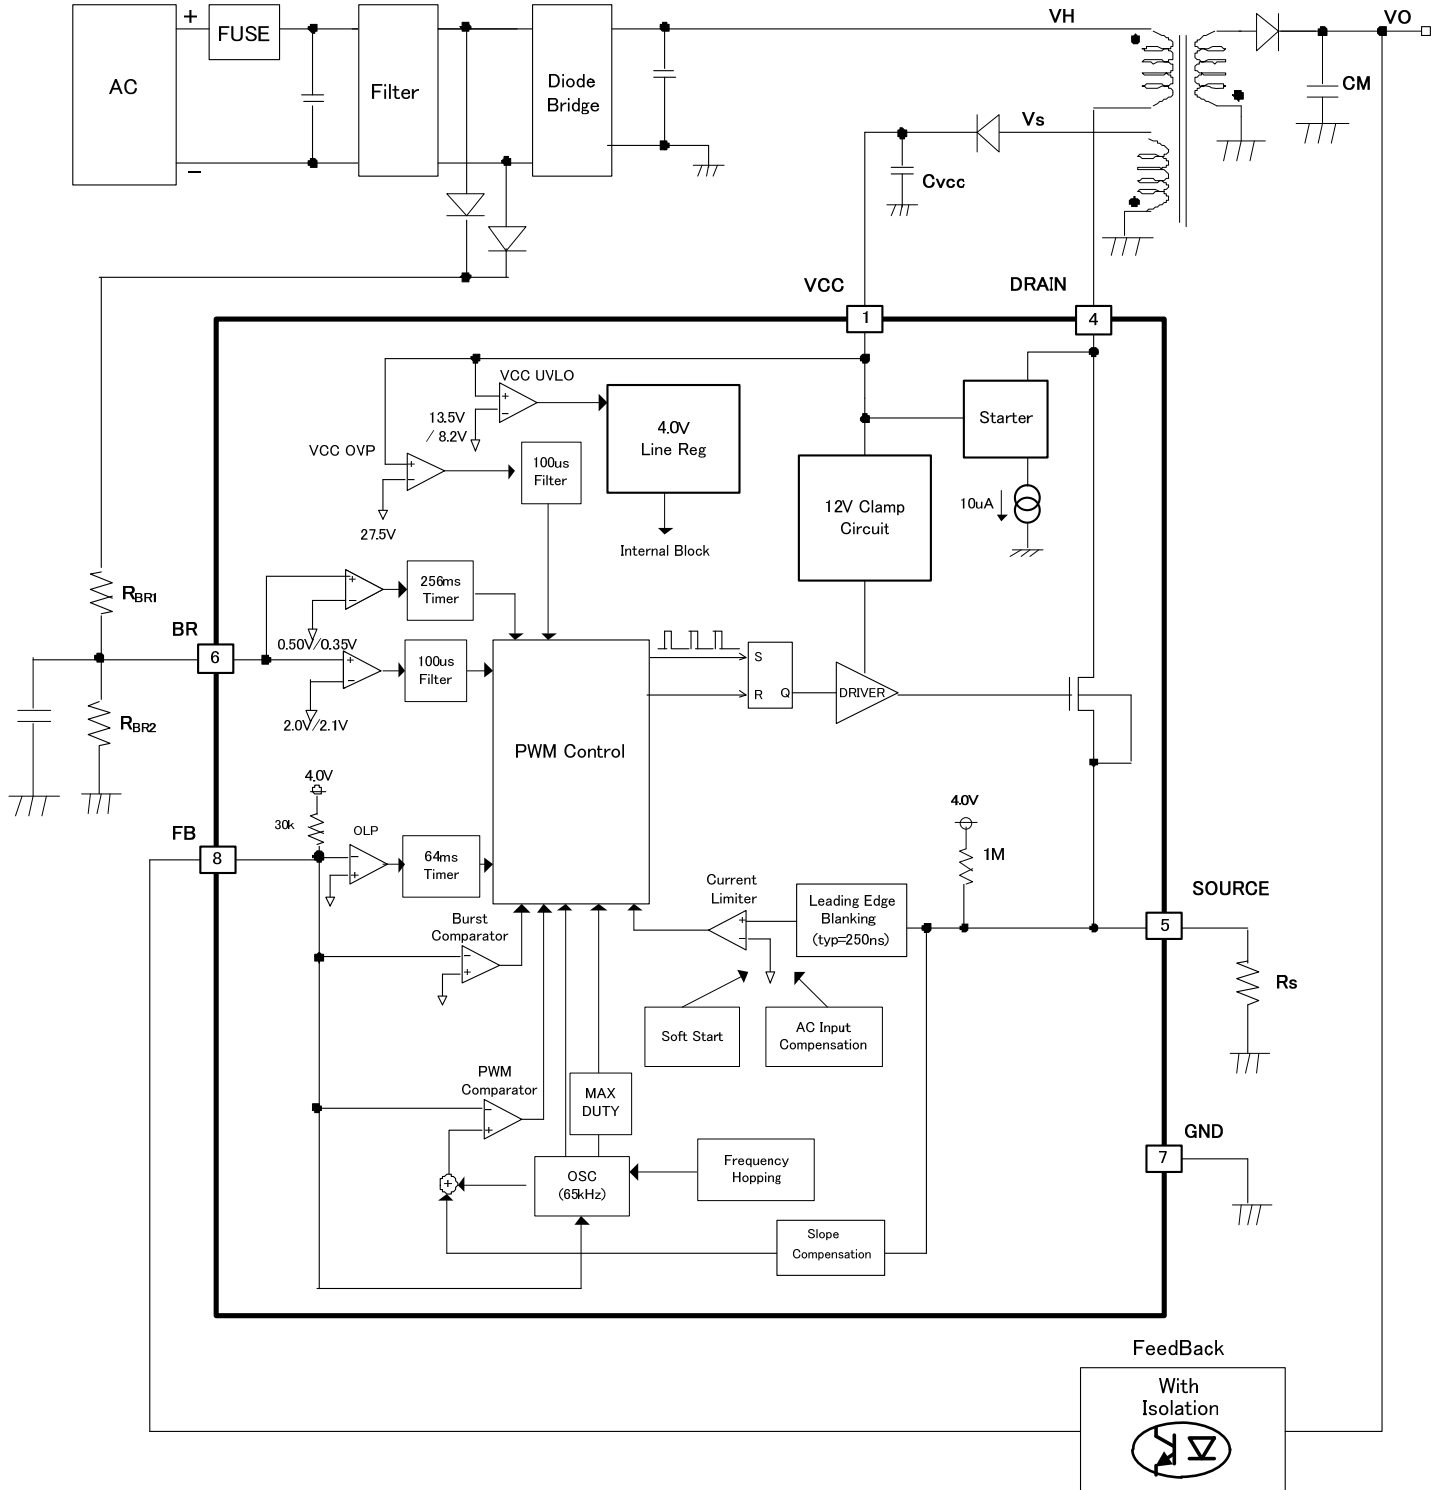 AC
+
−
FUSE
Filter
Diode
Bridge
VH
VO
CM
Vs
Cvcc
VCC
DRAIN
1
4
VCC UVLO
13.5V
/ 8.2V
4.0V
Line Reg
Starter
VCC OVP
100us
Filter
27.5V
12V Clamp
Circuit
10uA
Internal Block
RBR1
256ms
Timer
BR
6
0.50V/0.35V
100us
Filter
2.0V/2.1V
RBR2
S
R
Q
DRIVER
PWM Control
4.0V
30k
FB
8
OLP
64ms
Timer
4.0V
1M
Current
Limiter
Leading Edge
Blanking
(typ=250ns)
SOURCE
5
Rs
Burst
Comparator
Soft Start
AC Input
Compensation
PWM
Comparator
MAX
DUTY
GND
7
OSC
(65kHz)
Frequency
Hopping
Slope
Compensation
FeedBack
With
Isolation